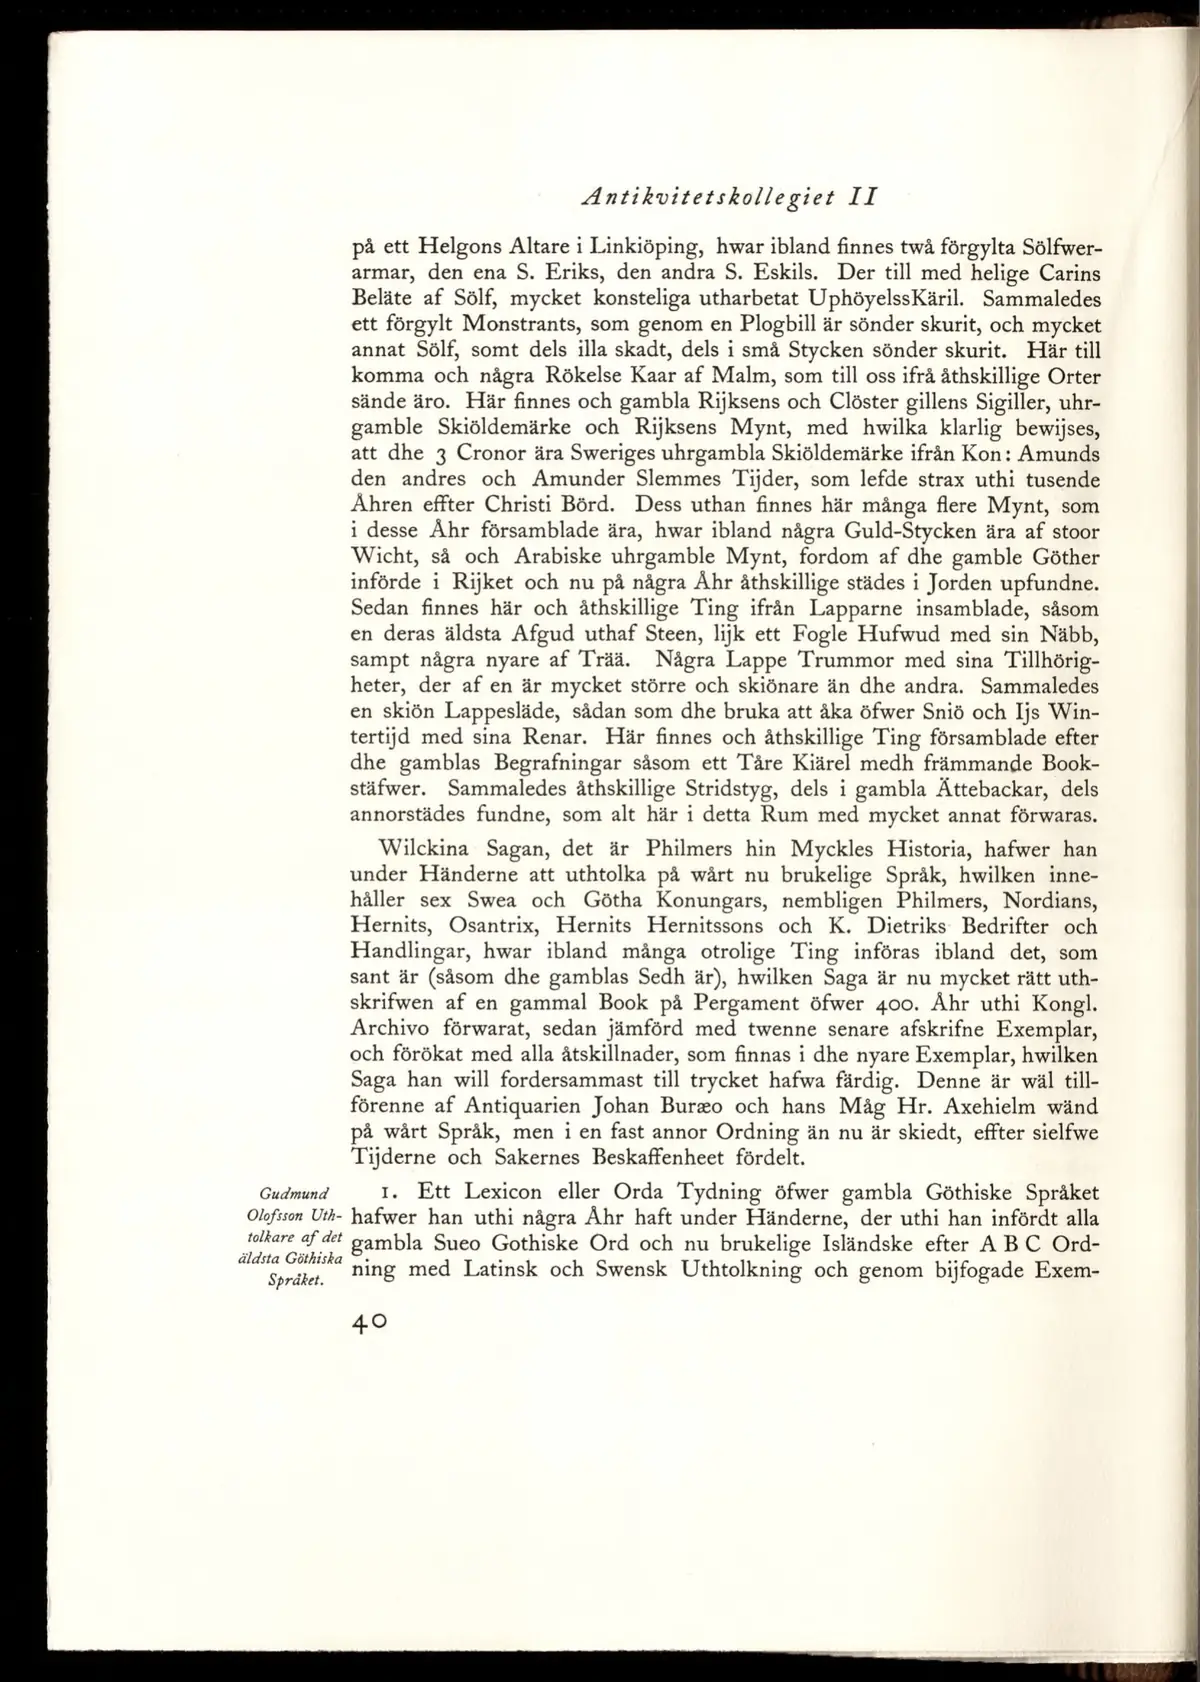 Antikvitetskollegiet II
på ett Helgons Altare i Linkiöping, hwar ibland finnes twå förgylta Sölfwer-
armar, den ena S. Eriks, den andra S. Eskils. Der till med helige Carins
Beläte af Sölf, mycket konsteliga utharbetat UphöyelssKäril. Sammaledes
ett förgylt Monstrants, som genom en Plogbill är sönder skurit, och mycket
annat Sölf, somt dels illa skadt, dels i små Stycken sönder skurit. Här till
komma och några Rökelse Kaar af Malm, som till oss ifrå åthskillige Orter
sände äro. Här finnes och gambla Rijksens och Clöster gillens Sigiller, uhr-
gamble Skiöldemärke och Rijksens Mynt, med hwilka klarlig bewijses,
att dhe 3 Cronor ära Sweriges uhrgambla Skiöldemärke ifrån Kon: Amunds
den andres och Amunder Slemmes Tijder, som lefde strax uthi tusende
Åhren effter Christi Börd. Dess uthan finnes här många flere Mynt, som
i desse Åhr församblade ära, hwar ibland några Guld-Stycken ära af stoor
Wicht, så och Arabiske uhrgamble Mynt, fordom af dhe gamble Göther
införde i Rijket och nu på några Åhr åthskillige städes i Jorden upfundne.
Sedan finnes här och åthskillige Ting ifrån Lapparne insamblade, såsom
en deras äldsta Afgud uthaf Steen, lijk ett Fogle Hufwud med sin Näbb,
sampt några nyare af Trää. Några Lappe Trummor med sina Tillhörig-
heter, der af en är mycket större och skiönare än dhe andra. Sammaledes
en skiön Lappesläde, sådan som dhe bruka att åka öfwer Sniö och Ijs Win-
tertijd med sina Renar. Här finnes och åthskillige Ting församblade efter
dhe gamblas Begrafningar såsom ett Tåre Kiärel medh främmande Book-
stäfwer. Sammaledes åthskillige Stridstyg, dels i gambla Ättebackar, dels
annorstädes fundne, som alt här i detta Rum med mycket annat förwaras.
Wilckina Sagan, det är Philmers hin Myckles Historia, hafwer han
under Händerne att uthtolka på wårt nu brukelige Språk, hwilken inne-
håller sex Swea och Götha Konungars, nembligen Philmers, Nordians,
Hernits, Osantrix, Hernits Hernitssons och K. Dietriks Bedrifter och
Handlingar, hwar ibland många otrolige Ting införas ibland det, som
sant är (såsom dhe gamblas Sedh är), hwilken Saga är nu mycket rätt uth-
skrifwen af en gammal Book på Pergament öfwer 400. Åhr uthi Kongl.
Archivo förwarat, sedan jämförd med twenne senare afskrifne Exemplar,
och förökat med alla åtskillnader, som finnas i dhe nyare Exemplar, hwilken
Saga han will fordersammast till trycket hafwa färdig. Denne är wäl till-
förenne af Antiquarien Johan Buræo och hans Måg Hr. Axehielm wänd
på wårt Språk, men i en fast annor Ordning än nu är skiedt, effter sielfwe
Tijderne och Sakernes Beskaffenheet fördelt.
Gudmund
Olofsson Uth-
tolkare af det
äldsta Göthiska
Språket.
1. Ett Lexicon eller Orda Tydning öfwer gambla Göthiske Språket
hafwer han uthi några Åhr haft under Händerne, der uthi han infördt alla
gambla Sueo Gothiske Ord och nu brukelige Isländske efter A B C Ord-
ning med Latinsk och Swensk Uthtolkning och genom bijfogade Exem-
40